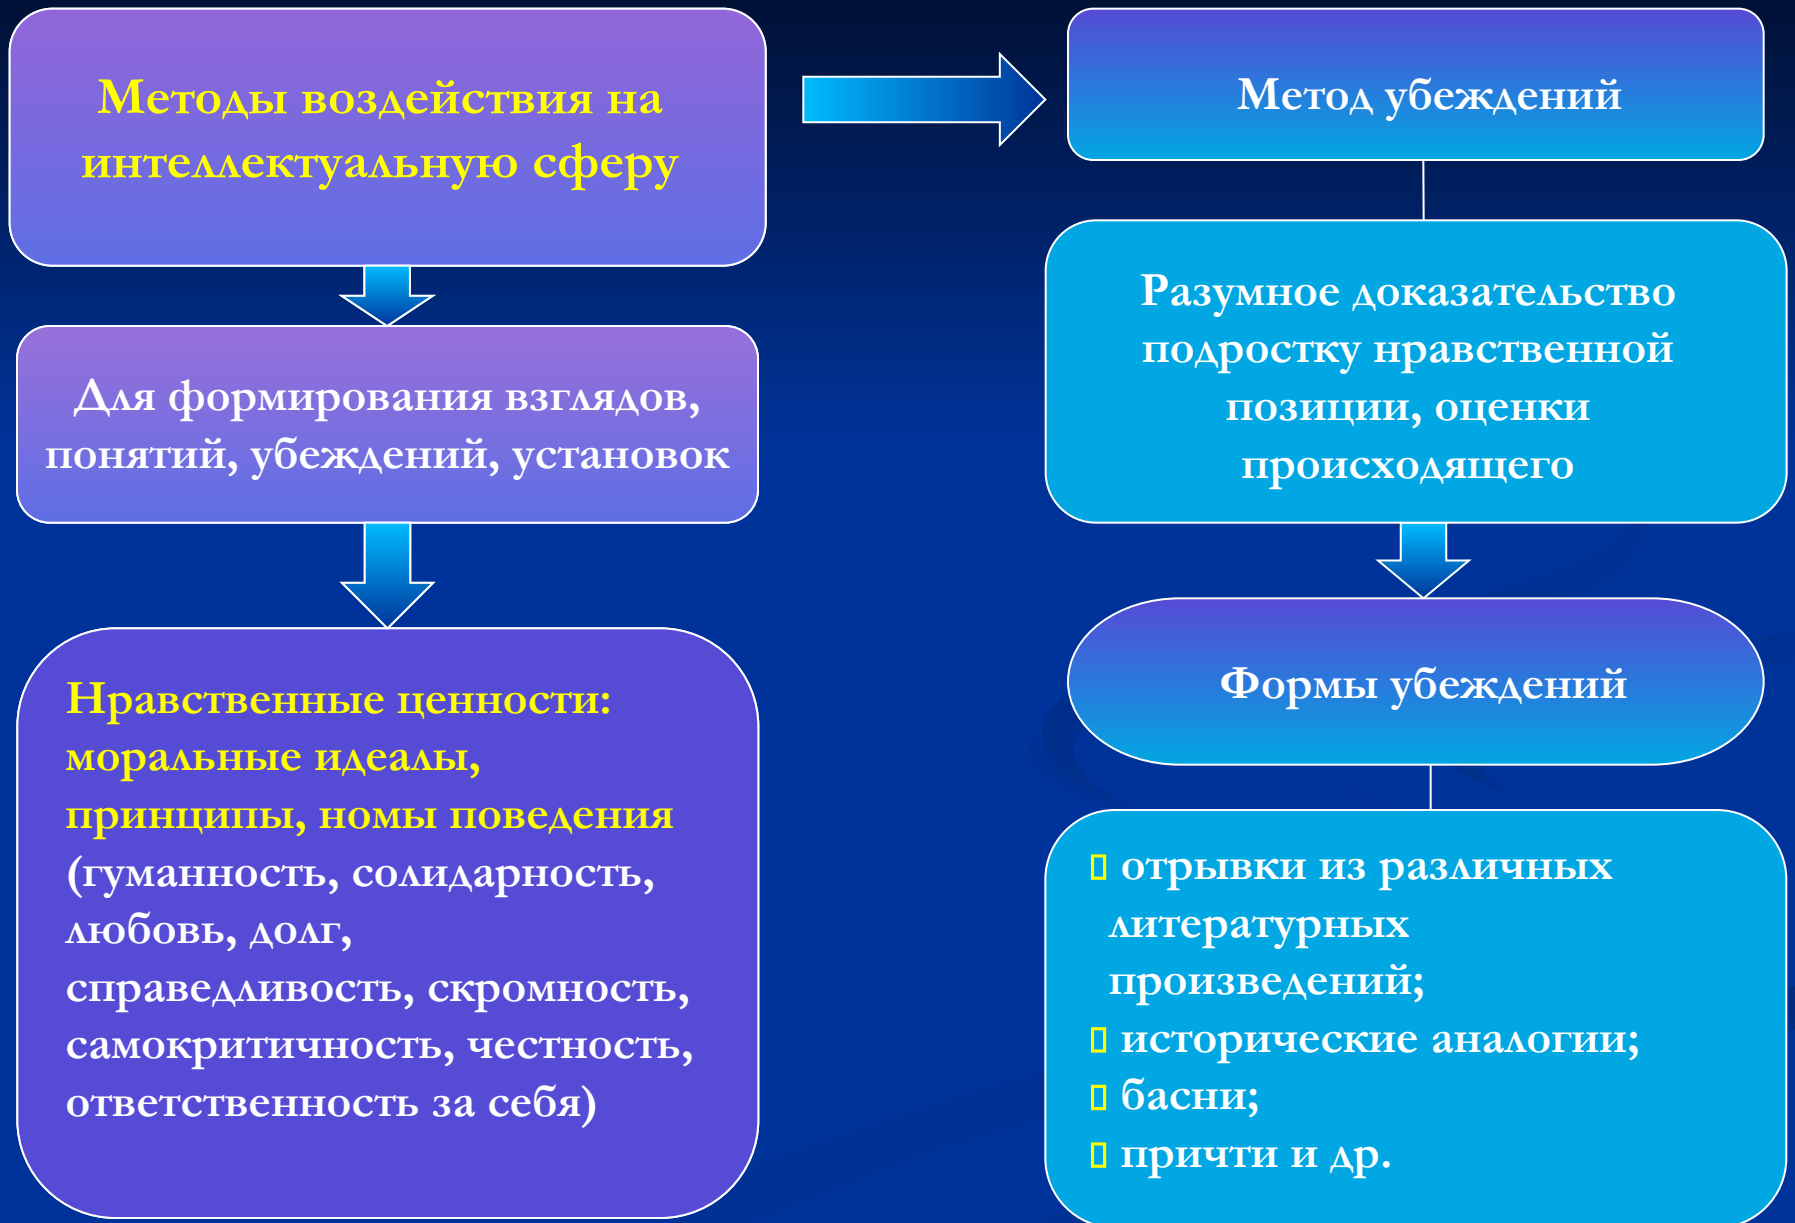 Методы воздействия на
интеллектуальную сферу
Для формирования взглядов,
понятий, убеждений, установок
Нравственные ценности:
моральные идеалы,
принципы, номы поведения
(гуманность, солидарность,
любовь, долг,
справедливость, скромность,
самокритичность, честность,
ответственность за себя)
Метод убеждений
Разумное доказательство
подростку нравственной
позиции, оценки
происходящего
Формы убеждений
отрывки из различных
литературных
произведений;
исторические аналогии;
басни;
причти и др.